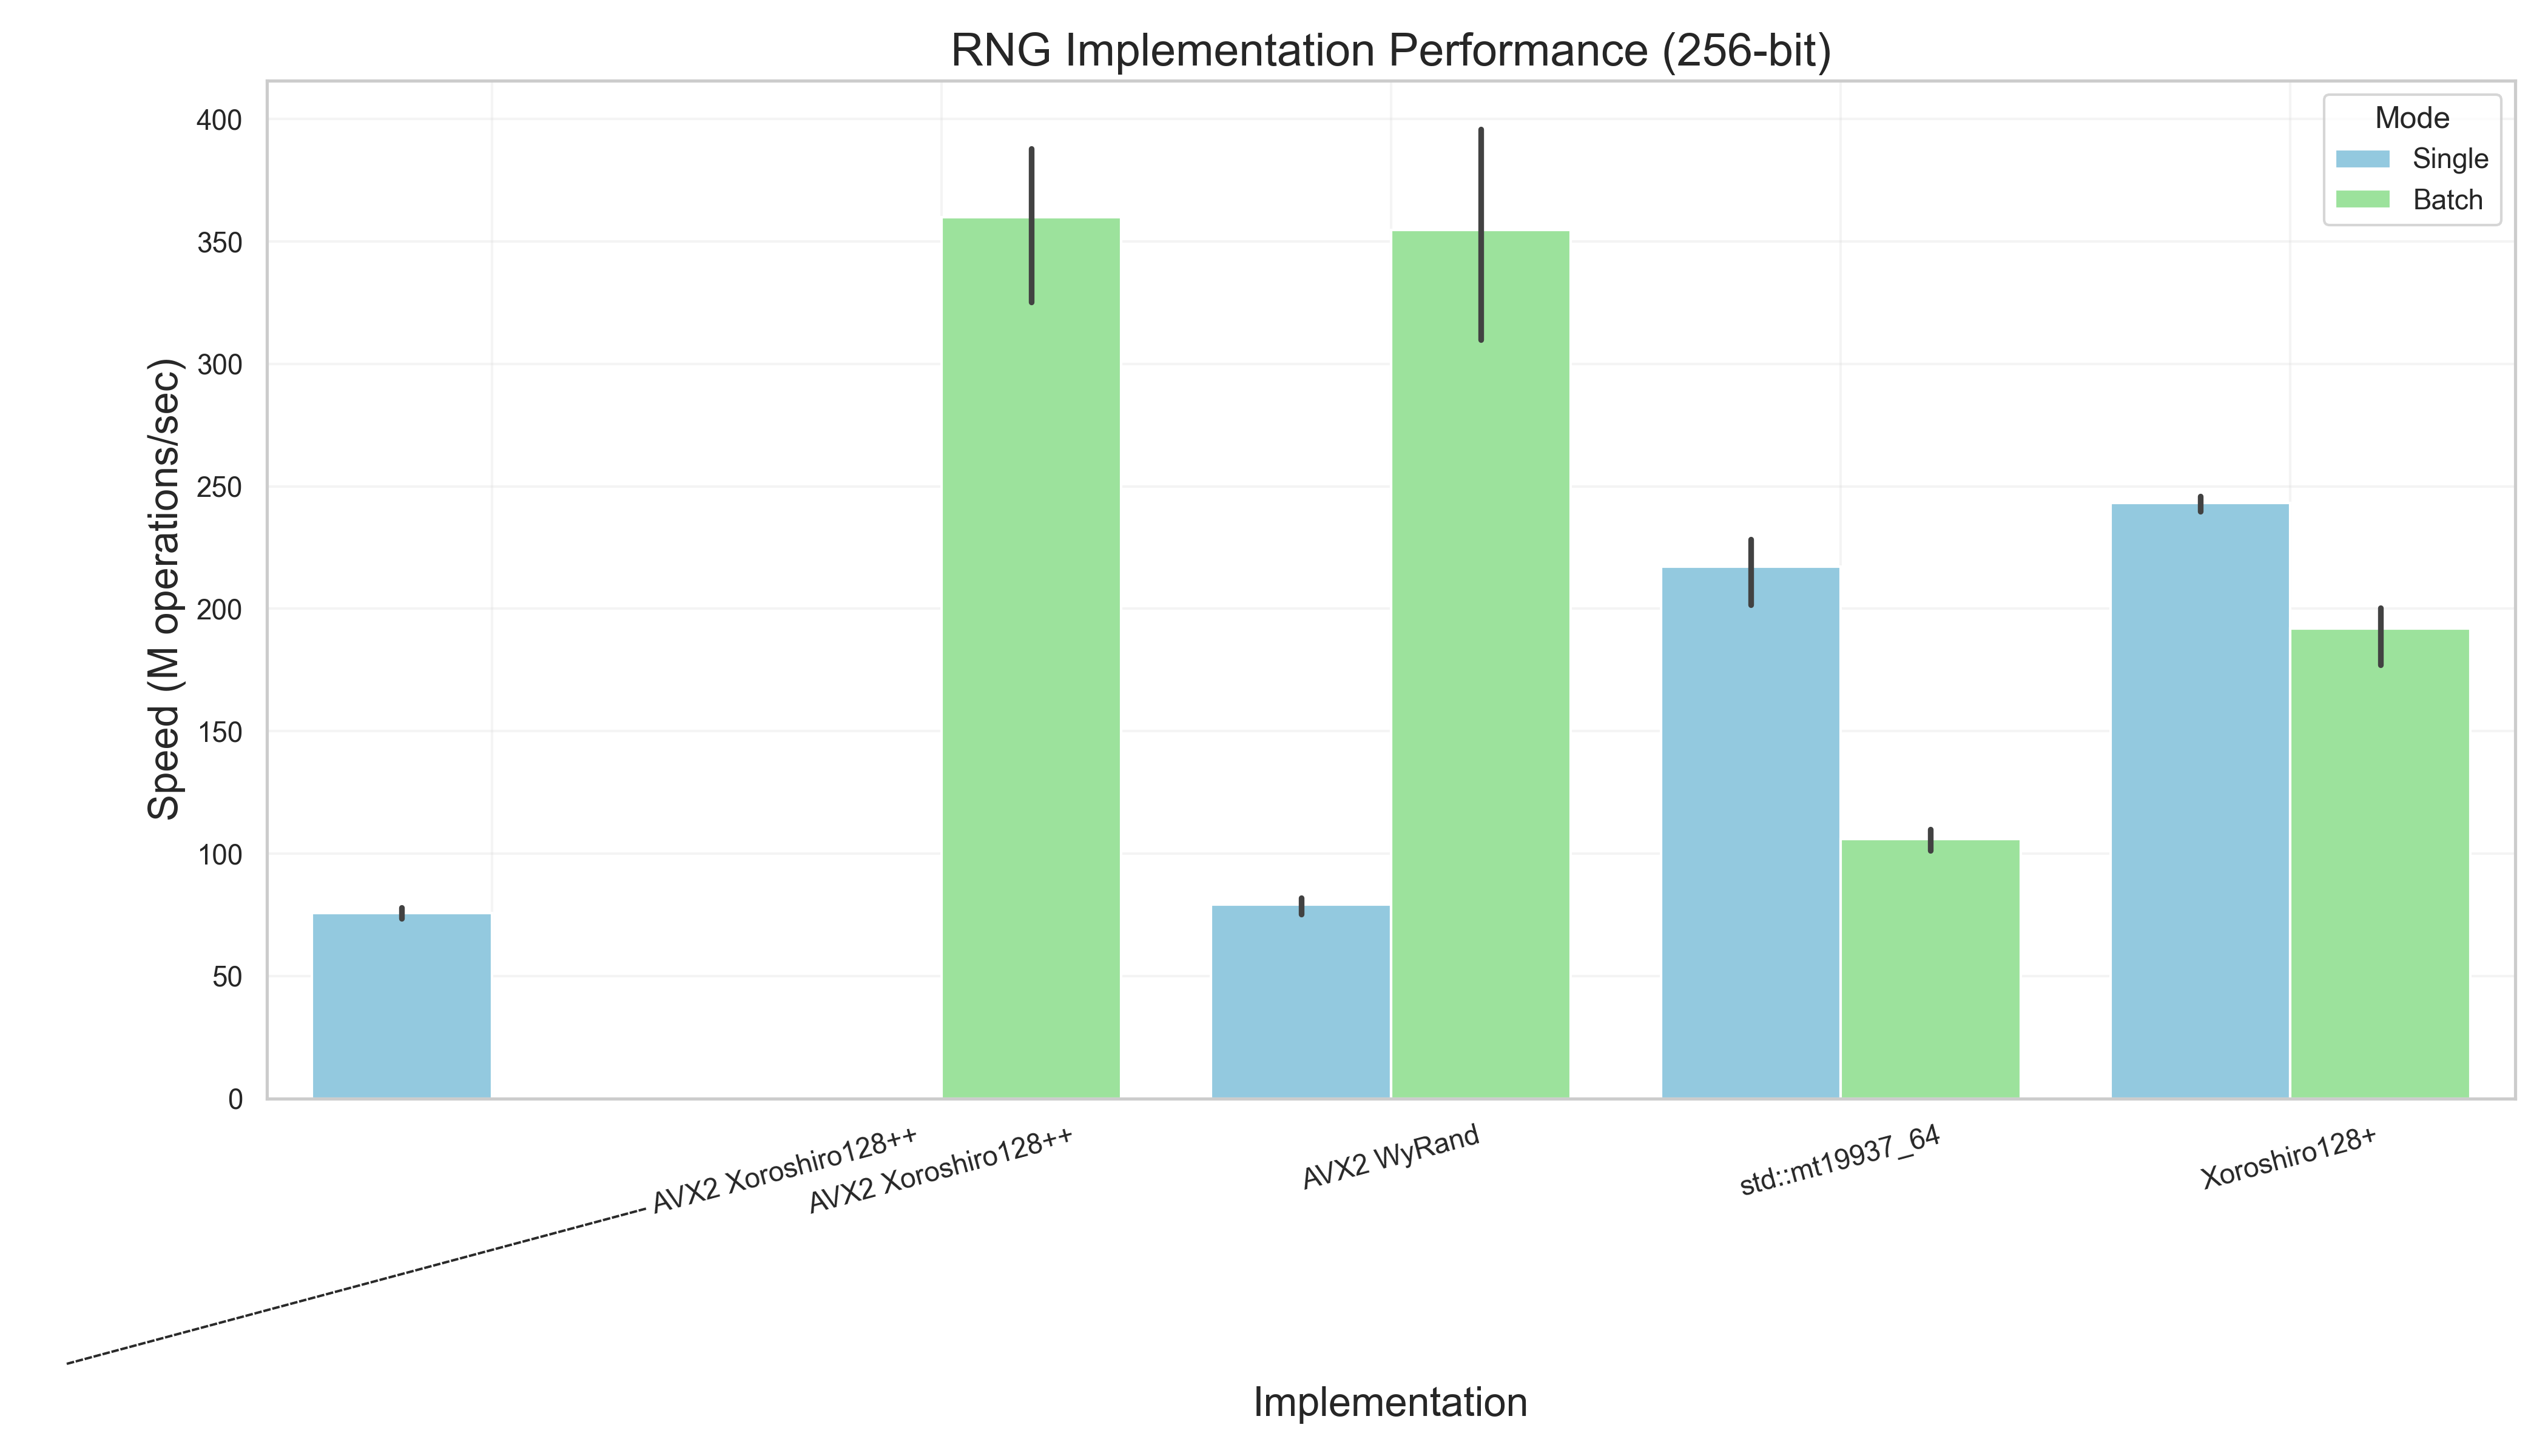 RNG Implementation Performance (256-bit)
Mode
Single
Batch
Speed (M operations/sec)
400
350
300
250
200
150
100
50
0
-------------------------------------------------- AVX2 Xoroshiro128++
AVX2 Xoroshiro128++
AVX2 WyRand
std::mt19937_64
Xoroshiro128+
Implementation